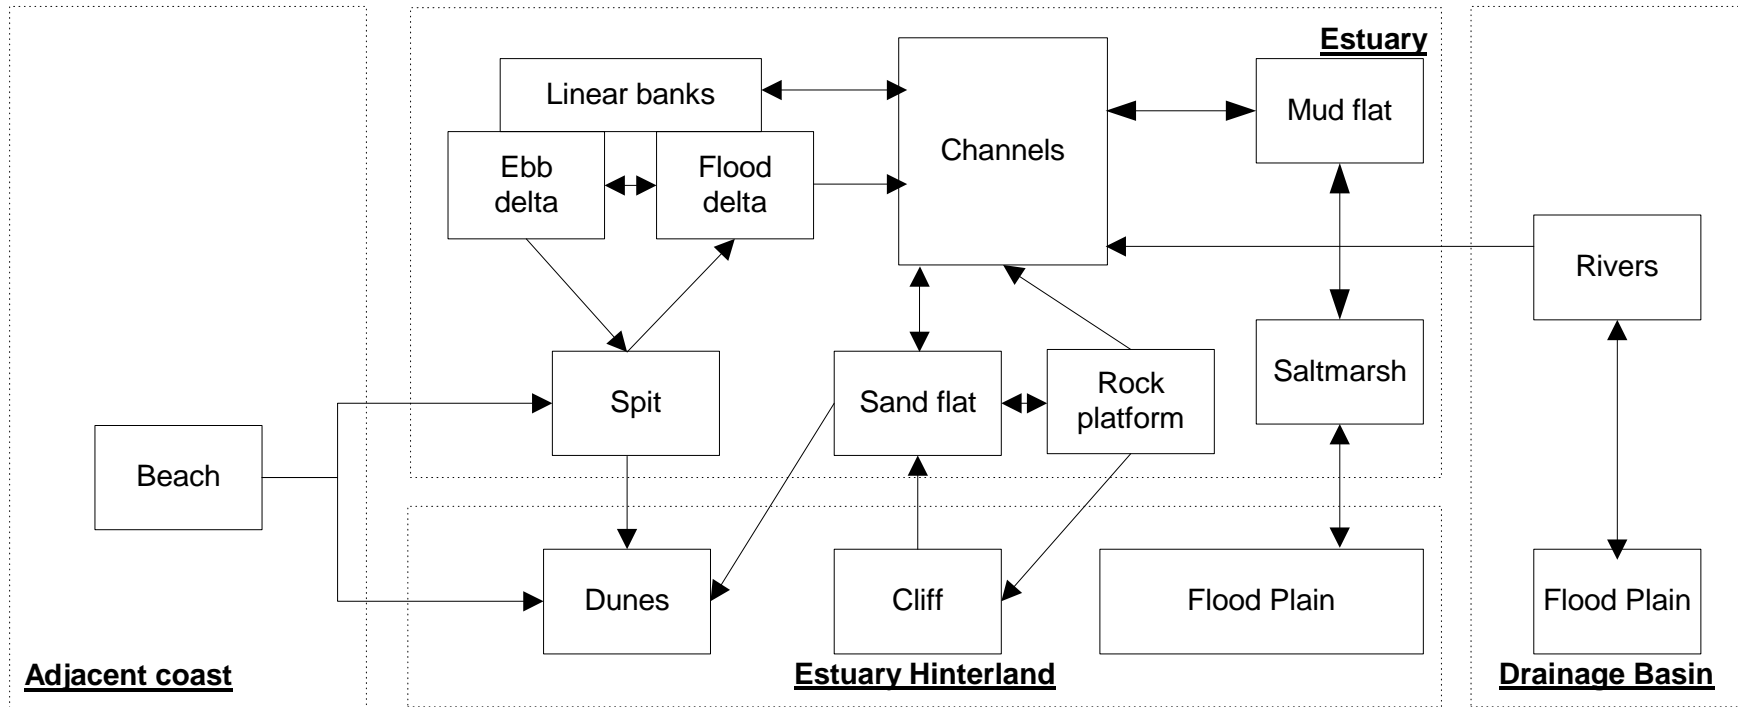 Estuary
Linear banks
Channels
Mud flat
Ebb
delta
Flood
delta
Rivers
Spit
Sand flat
Rock
platform
Saltmarsh
Beach
Dunes
Cliff
Flood Plain
Flood Plain
Adjacent coast
Estuary Hinterland
Drainage Basin